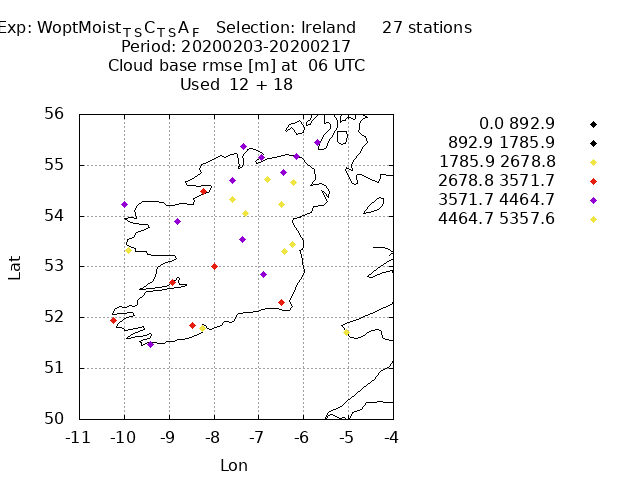 Exp: WoptMoist_TSC_TSA_F Selection: Ireland 27 stations
Period: 20200203-20200217
Cloud base rmse [m] at 06 UTC
Used 12 + 18
0.0 892.9
892.9 1785.9
1785.9 2678.8
2678.8 3571.7
3571.7 4464.7
4464.7 5357.6
56
55
54
53
52
51
50
Lat
-11 -10 -9 -8 -7 -6 -5 -4
Lon